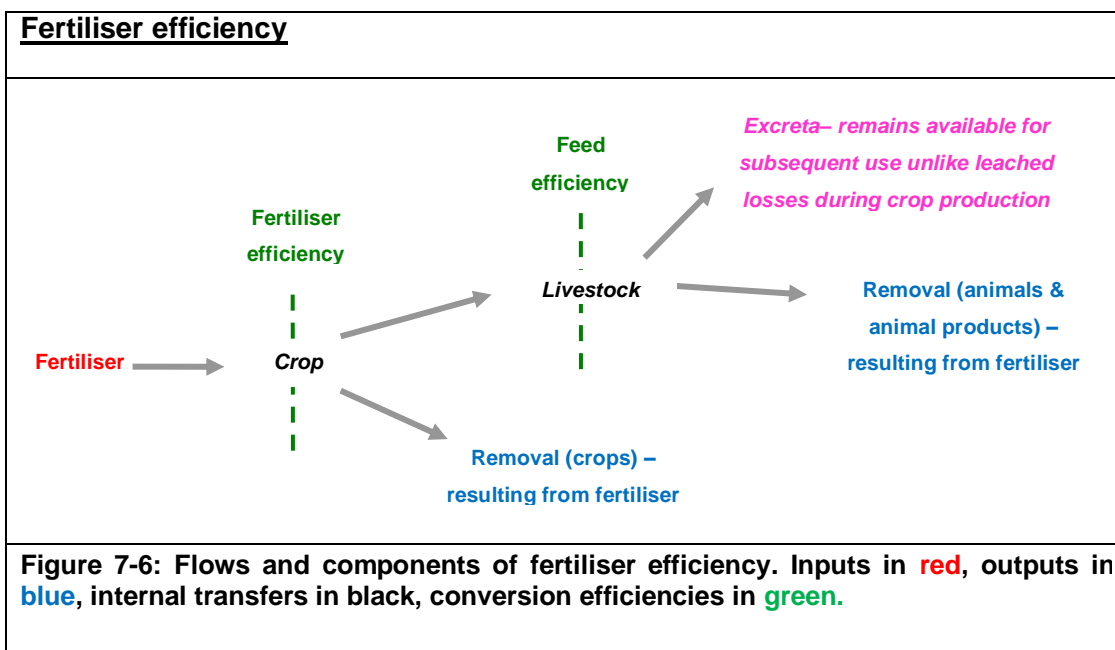 Fertiliser efficiency
Excreta– remains available for
subsequent use unlike leached
losses during crop production
Feed
efficiency
Fertiliser
efficiency
Livestock
Removal (animals &
animal products) –
resulting from fertiliser
Fertiliser
Crop
Removal (crops) –
resulting from fertiliser
Figure 7-6: Flows and components of fertiliser efficiency. Inputs in red, outputs in
blue, internal transfers in black, conversion efficiencies in green.